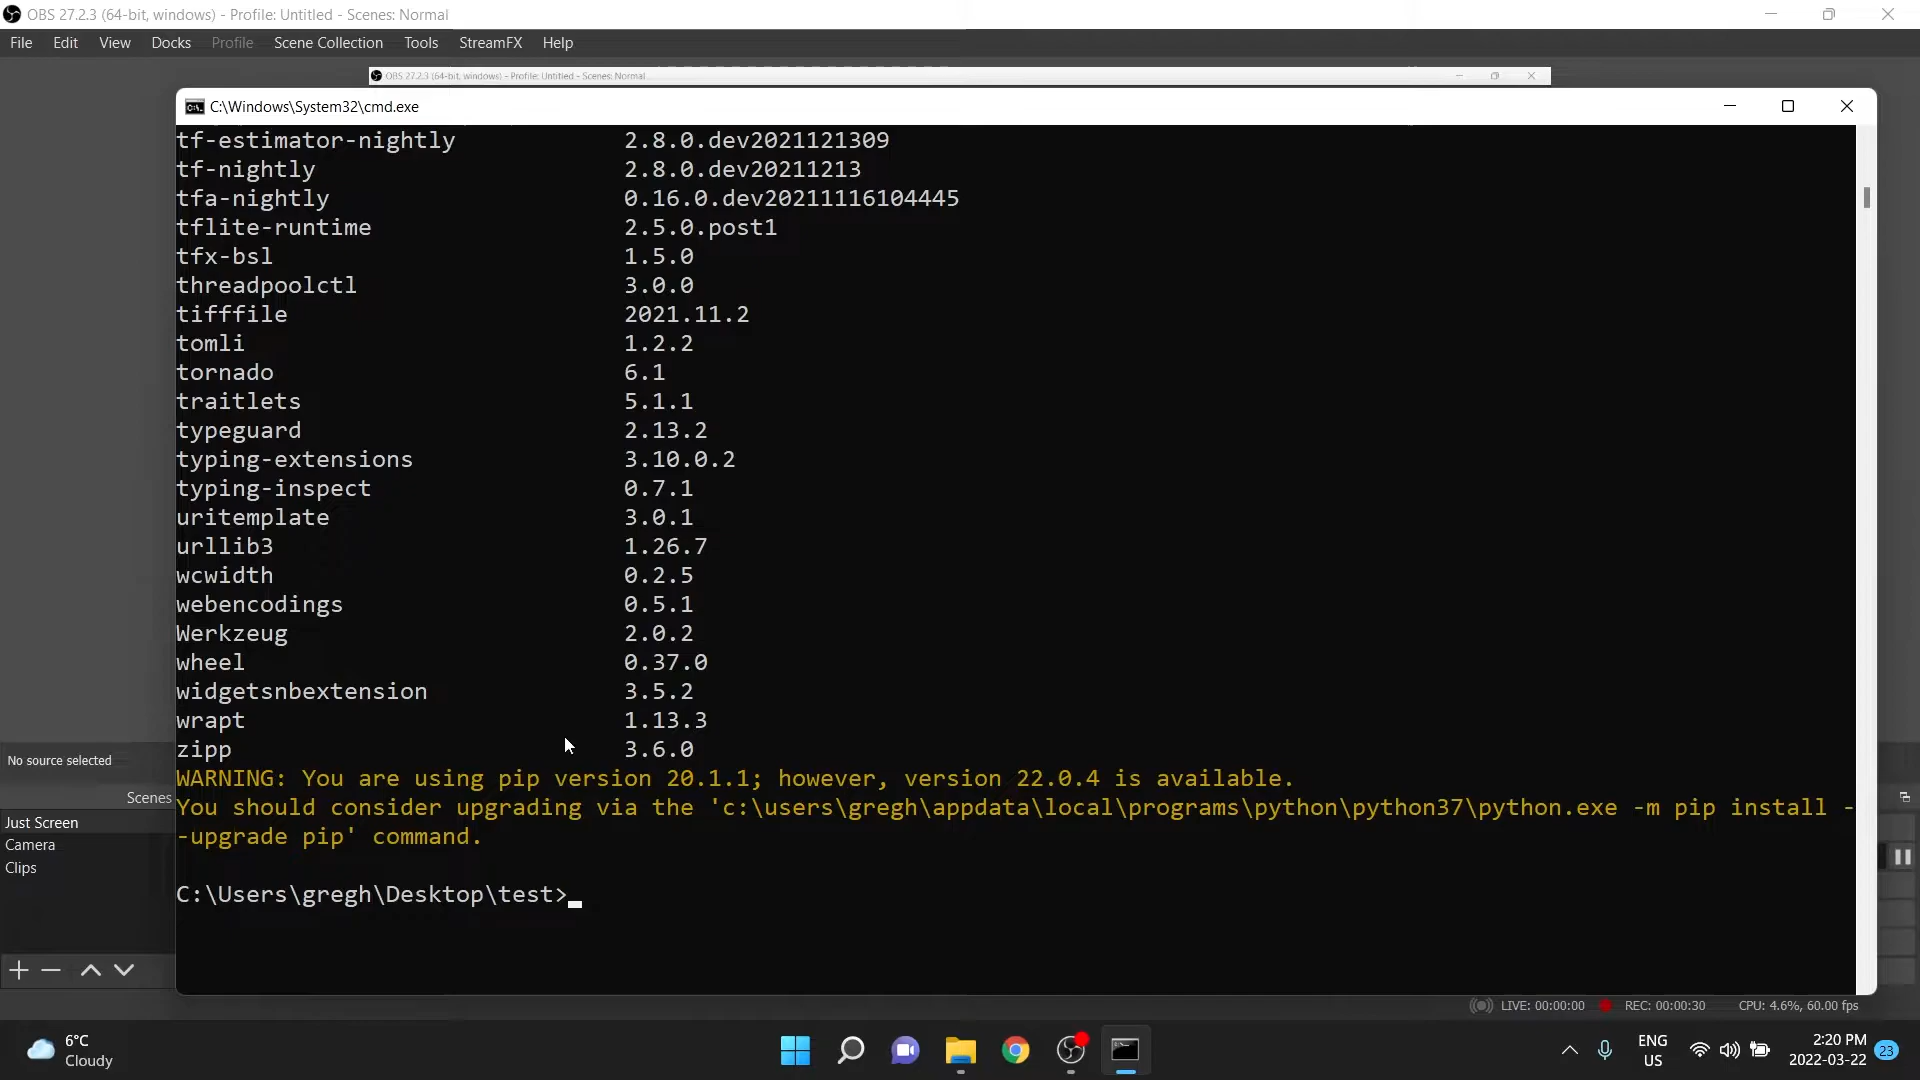 OBS 27.2.3 (64-bit, windows) - Profile: Untitled - Scenes: Normal
File Edit View Docks Profile Scene Collection Tools StreamFX Help
OBS 27.2.3 (64-bit, windows) - Profile: Untitled - Scenes: Normal
C:\Windows\System32\cmd.exe
tf-estimator-nightly 2.8.0.dev2021121309
tf-nightly 2.8.0.dev20211213
tfa-nightly 0.16.0.dev20211116104445
tflite-runtime 2.5.0.post1
tfx-bsl 1.5.0
threadpoolctl 3.0.0
tifffile 2021.11.2
tomli 1.2.2
tornado 6.1
traitlets 5.1.1
typeguard 2.13.2
typing-extensions 3.10.0.2
typing-inspect 0.7.1
uritemplate 3.0.1
urllib3 1.26.7
wcwidth 0.2.5
webencodings 0.5.1
Werkzeug 2.0.2
wheel 0.37.0
widgetsnbextension 3.5.2
wrapt 1.13.3
zipp 3.6.0
WARNING: You are using pip version 20.1.1; however, version 22.0.4 is available.
You should consider upgrading via the 'c:\users\gregh\appdata\local\programs\python\python37\python.exe -m pip install -
-upgrade pip' command.
C:\Users\gregh\Desktop\test>
No source selected
Scenes
Just Screen
Camera
Clips
LIVE: 00:00:00 REC: 00:00:30 CPU: 4.6%, 60.00 fps
6°C
Cloudy
ENG
US
2:20 PM
2022-03-22
23